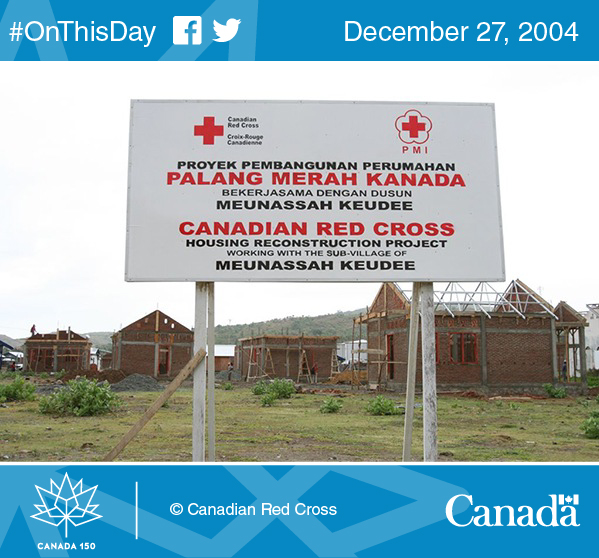 #OnThisDay
December 27, 2004
Canadian
Red Cross
Croix-Rouge
Canadienne
PMI
PROYEK PEMBANGUNAN PERUMAHAN
PALANG MERAH KANADA
BEKERJASAMA DENGAN DUSUN
MEUNASSAH KEUDEE
CANADIAN RED CROSS
HOUSING RECONSTRUCTION PROJECT
WORKING WITH THE SUB-VILLAGE OF
MEUNASSAH KEUDEE
CANADA 150
© Canadian Red Cross
Canada